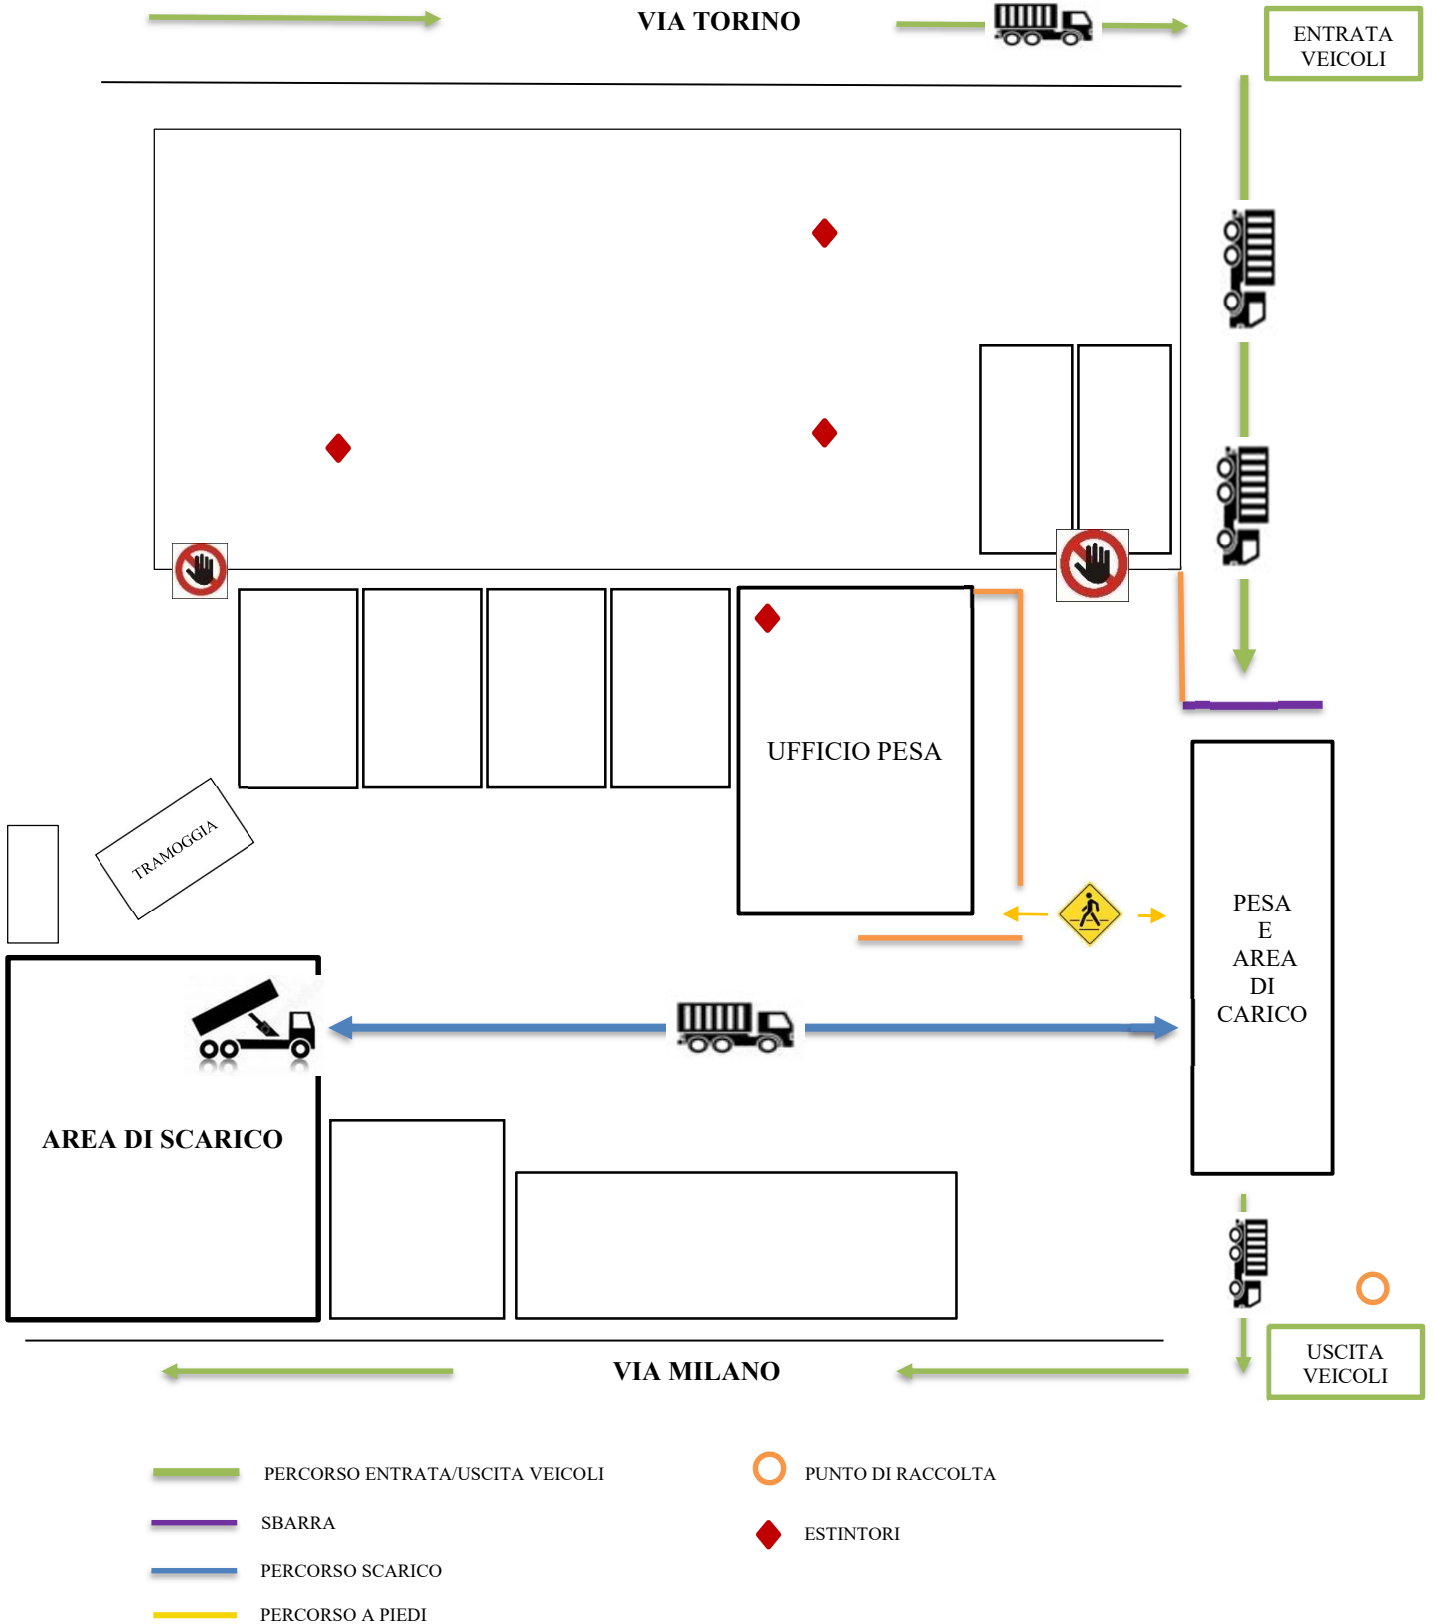 VIA TORINO
ENTRATA
VEICOLI
UFFICIO PESA
TRAMOGGIA
PESA
E
AREA
DI
CARICO
AREA DI SCARICO
VIA MILANO
USCITA
VEICOLI
PERCORSO ENTRATA/USCITA VEICOLI
PUNTO DI RACCOLTA
SBARRA
ESTINTORI
PERCORSO SCARICO
PERCORSO A PIEDI